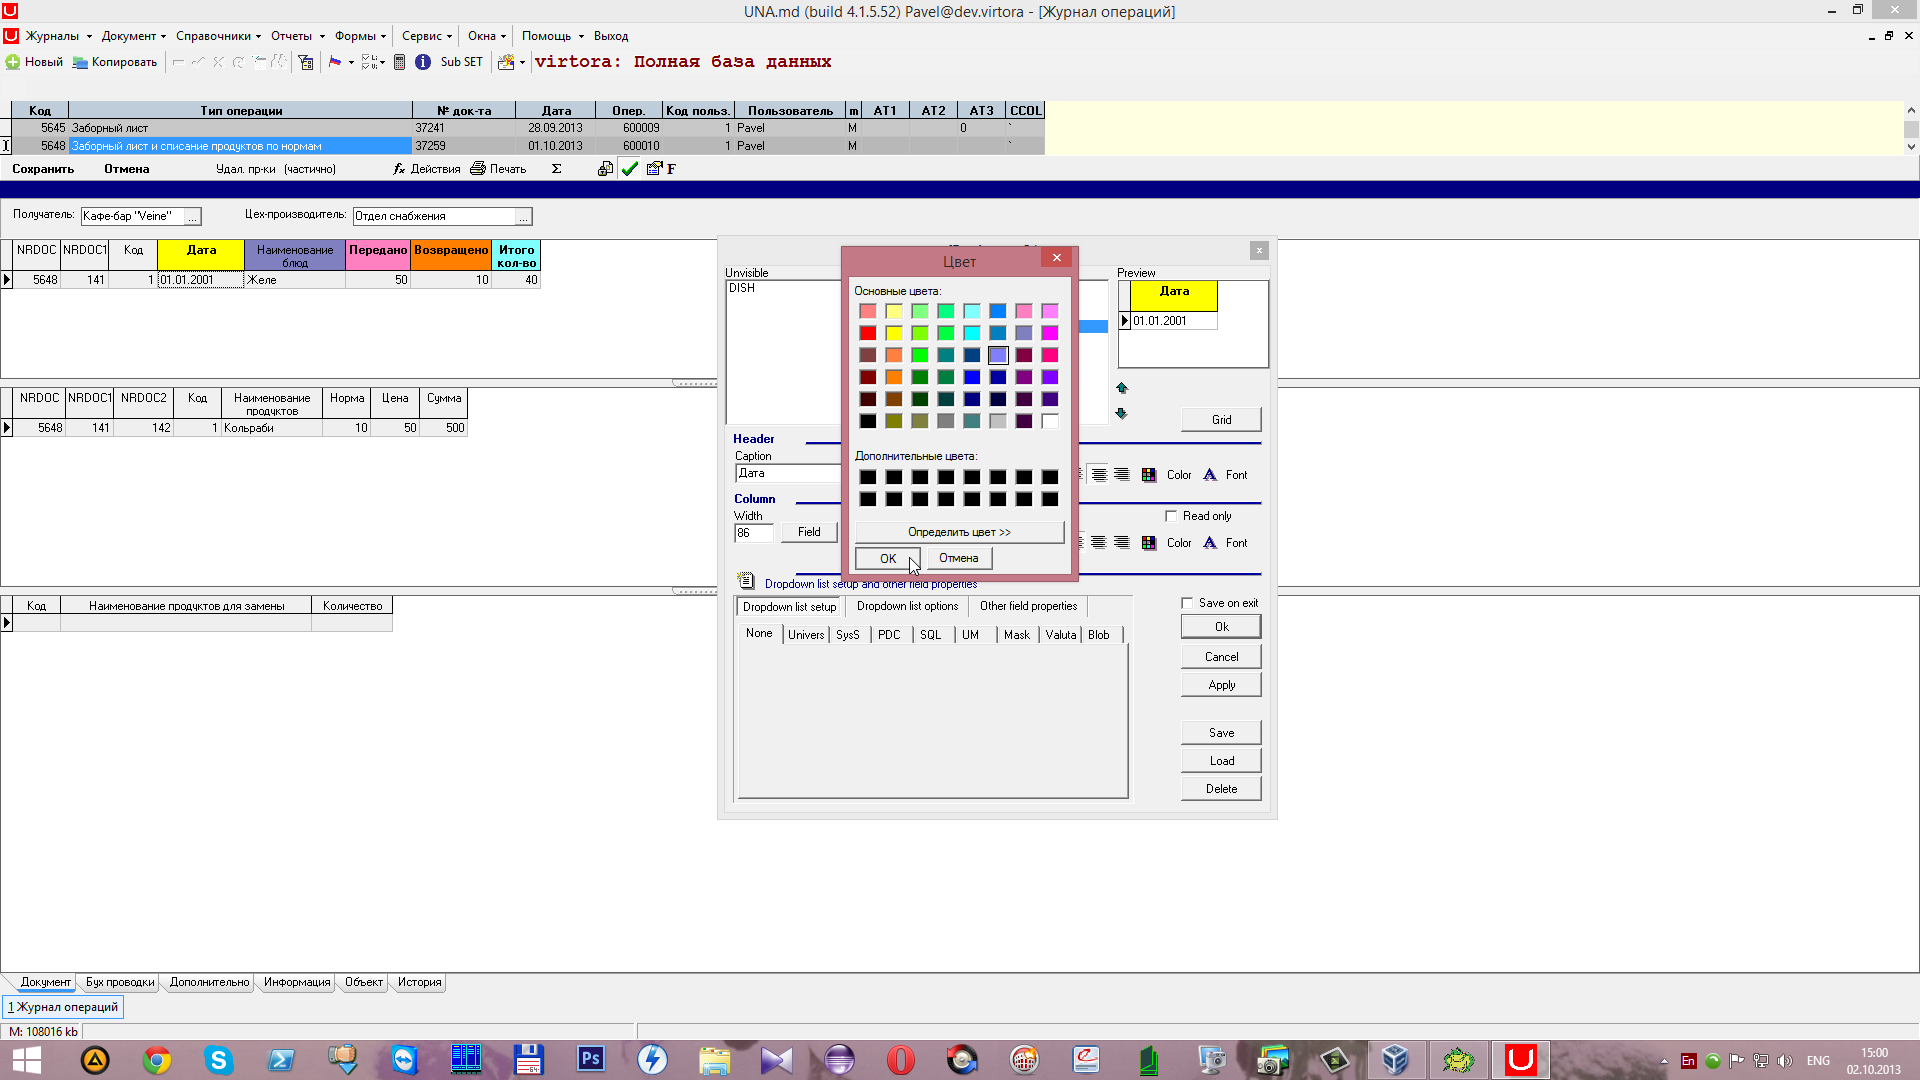 UNA.md (build 4.1.5.52) Pavel@dev.virtora - [Журнал операций]
Журналы Документ Справочники Отчеты Формы Сервис Окна Помощь Выход
Новый Копировать Sub SET virtora: Полная база данных
Код Тип операции № док-та Дата Опер. Код польз. Пользователь m AT1 AT2 AT3 CCOL
5645 Заборный лист 37241 28.09.2013 600009 1 Pavel M 0 `
5648 Заборный лист и списание продуктов по нормам 37259 01.10.2013 600010 1 Pavel M `
Сохранить Отмена Удал. пр-ки (частично) fx Действия Печать Σ F
Получатель: Кафе-бар "Veine" ... Цех-производитель: Отдел снабжения ...
NRDOC NRDOC1 Код Дата Наименование блюд Передано Возвращено Итого кол-во
5648 141 1 01.01.2001 Желе 50 10 40
NRDOC NRDOC1 NRDOC2 Код Наименование продуктов Норма Цена Сумма
5648 141 142 1 Кольраби 10 50 500
Код Наименование продуктов для замены Количество
Unvisible
DISH
Preview
Дата
01.01.2001
Grid
Header
Caption
Дата
Color Font
Column
Width
86 Field
Read only
Color Font
Dropdown list setup and other field properties
Dropdown list setup Dropdown list options Other field properties
None Univers SysS PDC SQL UM Mask Valuta Blob
Save on exit
Ok
Cancel
Apply
Save
Load
Delete
Цвет
Основные цвета:
Дополнительные цвета:
Определить цвет >>
OK Отмена
Документ Бух проводки Дополнительно Информация Объект История
1 Журнал операций
M: 108016 kb
Ps
64
En ENG 15:00
02.10.2013